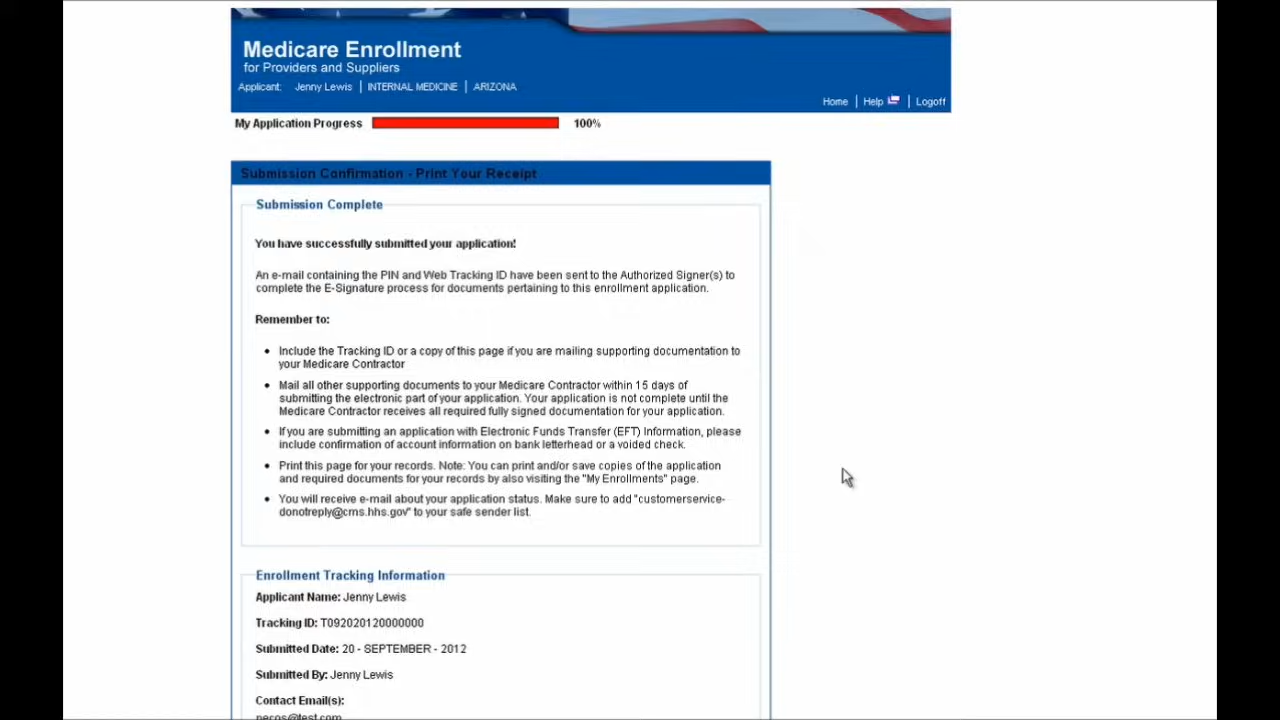 Medicare Enrollment
for Providers and Suppliers
Applicant: Jenny Lewis | INTERNAL MEDICINE | ARIZONA
Home | Help | Logoff
My Application Progress 100%
Submission Confirmation - Print Your Receipt
Submission Complete
You have successfully submitted your application!
An e-mail containing the PIN and Web Tracking ID have been sent to the Authorized Signer(s) to
complete the E-Signature process for documents pertaining to this enrollment application.
Remember to:
• Include the Tracking ID or a copy of this page if you are mailing supporting documentation to
your Medicare Contractor
• Mail all other supporting documents to your Medicare Contractor within 15 days of
submitting the electronic part of your application. Your application is not complete until the
Medicare Contractor receives all required fully signed documentation for your application.
• If you are submitting an application with Electronic Funds Transfer (EFT) Information, please
include confirmation of account information on bank letterhead or a voided check.
• Print this page for your records. Note: You can print and/or save copies of the application
and required documents for your records by also visiting the "My Enrollments" page.
• You will receive e-mail about your application status. Make sure to add "customerservice-
donotreply@cms.hhs.gov" to your safe sender list.
Enrollment Tracking Information
Applicant Name: Jenny Lewis
Tracking ID: T092020120000000
Submitted Date: 20 - SEPTEMBER - 2012
Submitted By: Jenny Lewis
Contact Email(s):
pecos@test.com